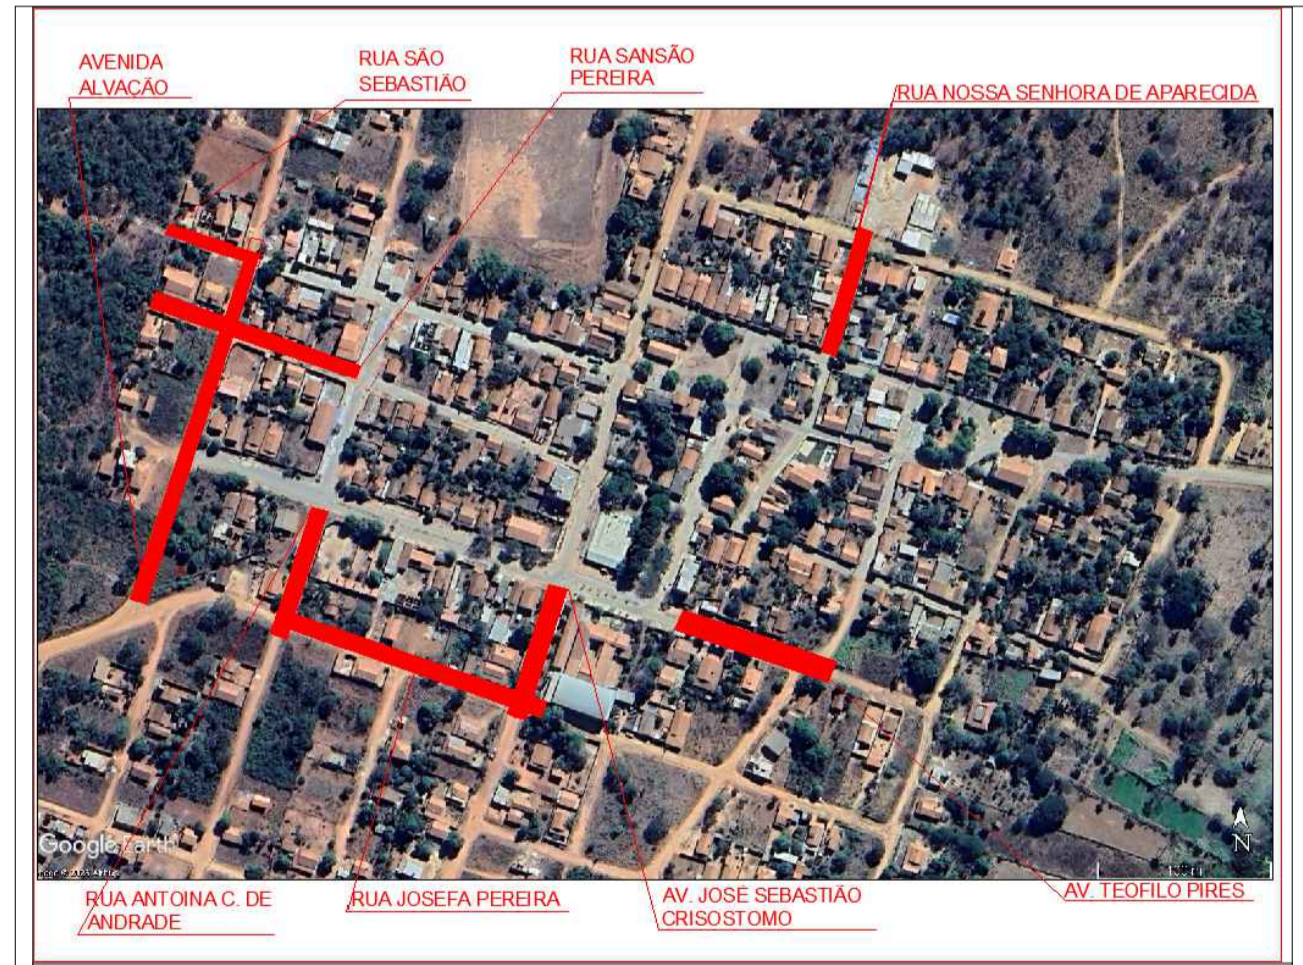 AVENIDA
ALVAÇÃO
RUA SÃO
SEBASTIÃO
RUA SANSÃO
PEREIRA
RUA NOSSA SENHORA DE APARECIDA
Google Earth
N
100 m
RUA ANTOINA C. DE
ANDRADE
RUA JOSEFA PEREIRA
AV. JOSÉ SEBASTIÃO
CRISOSTOMO
AV. TEOFILO PIRES